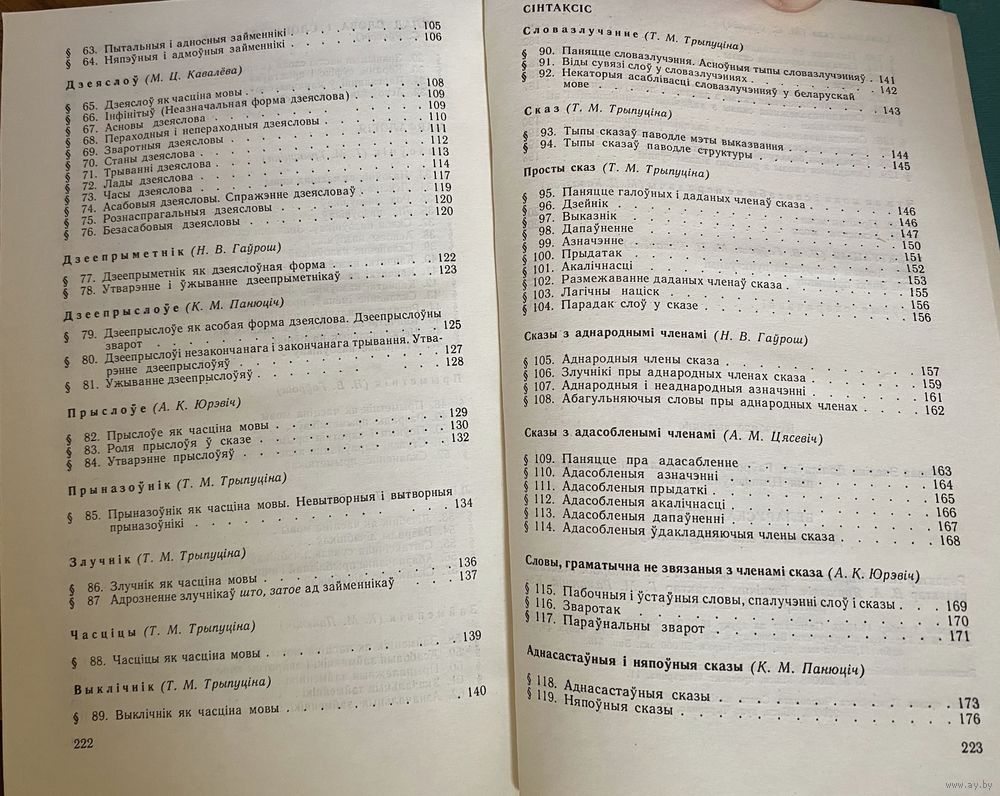 § 63. Пытальныя і адносныя займеннікі . . . . . . 105
§ 64. Няпэўныя і адмоўныя займеннікі . . . . . . 106
Дзеяслоў (М. Ц. Кавалёва)
§ 65. Дзеяслоў як часціна мовы . . . . . . 108
§ 66. Інфінітыў (Неазначальная форма дзеяслова) . . . . . . 109
§ 67. Асновы дзеяслова . . . . . . 109
§ 68. Пераходныя і непераходныя дзеясловы . . . . . . 110
§ 69. Зваротныя дзеясловы . . . . . . 111
§ 70. Станы дзеяслова . . . . . . 112
§ 71. Трыванні дзеяслова . . . . . . 113
§ 72. Лады дзеяслова . . . . . . 114
§ 73. Часы дзеяслова . . . . . . 117
§ 74. Асабовыя дзеясловы. Спражэнне дзеясловаў . . . . . . 119
§ 75. Рознаспрагальныя дзеясловы . . . . . . 120
§ 76. Безасабовыя дзеясловы . . . . . . 120
Дзеепрыметнік (Н. В. Гаўрош)
§ 77. Дзеепрыметнік як дзеяслоўная форма . . . . . . 122
§ 78. Утварэнне і ўжыванне дзеепрыметнікаў . . . . . . 123
Дзеепрыслоўе (К. М. Панюціч)
§ 79. Дзеепрыслоўе як асобая форма дзеяслова. Дзеепрыслоўны
зварот . . . . . . 125
§ 80. Дзеепрыслоўі незакончанага і закончанага трывання. Утва-
рэнне дзеепрыслоўяў . . . . . . 127
§ 81. Ужыванне дзеепрыслоўяў . . . . . . 128
Прыслоўе (А. К. Юрэвіч)
§ 82. Прыслоўе як часціна мовы . . . . . . 129
§ 83. Роля прыслоўя ў сказе . . . . . . 130
§ 84. Утварэнне прыслоўяў . . . . . . 132
Прыназоўнік (Т. М. Трыпуціна)
§ 85. Прыназоўнік як часціна мовы. Невытворныя і вытворныя
прыназоўнікі . . . . . . 134
Злучнік (Т. М. Трыпуціна)
§ 86. Злучнік як часціна мовы . . . . . . 136
§ 87 Адрозненне злучнікаў што, затое ад займеннікаў . . . . . . 137
Часціцы (Т. М. Трыпуціна)
§ 88. Часціцы як часціна мовы . . . . . . 139
Выклічнік (Т. М. Трыпуціна)
§ 89. Выклічнік як часціна мовы . . . . . . 140
222
СІНТАКСІС
Словазлучэнне (Т. М. Трыпуціна)
§ 90. Паняцце словазлучэння. Асноўныя тыпы словазлучэнняў . 141
§ 91. Віды сувязі слоў у словазлучэннях . . . . . . 142
§ 92. Некаторыя асаблівасці словазлучэнняў у беларускай
мове . . . . . . 143
Сказ (Т. М. Трыпуціна)
§ 93. Тыпы сказаў паводле мэты выказвання . . . . . . 144
§ 94. Тыпы сказаў паводле структуры . . . . . . 145
Просты сказ (Т. М. Трыпуціна)
§ 95. Паняцце галоўных і даданых членаў сказа . . . . . . 146
§ 96. Дзейнік . . . . . . 146
§ 97. Выказнік . . . . . . 147
§ 98. Дапаўненне . . . . . . 150
§ 99. Азначэнне . . . . . . 151
§ 100. Прыдатак . . . . . . 152
§ 101. Акалічнасці . . . . . . 153
§ 102. Размежаванне даданых членаў сказа . . . . . . 155
§ 103. Лагічны націск . . . . . . 156
§ 104. Парадак слоў у сказе . . . . . . 156
Сказы з аднароднымі членамі (Н. В. Гаўрош)
§ 105. Аднародныя члены сказа . . . . . . 157
§ 106. Злучнікі пры аднародных членах сказа . . . . . . 159
§ 107. Аднародныя і неаднародныя азначэнні . . . . . . 161
§ 108. Абагульняючыя словы пры аднародных членах . . . . . . 162
Сказы з адасобленымі членамі (А. М. Цясевіч)
§ 109. Паняцце пра адасабленне . . . . . . 163
§ 110. Адасобленыя азначэнні . . . . . . 164
§ 111. Адасобленыя прыдаткі . . . . . . 165
§ 112. Адасобленыя акалічнасці . . . . . . 166
§ 113. Адасобленыя дапаўненні . . . . . . 167
§ 114. Адасобленыя ўдакладняючыя члены сказа . . . . . . 168
Словы, граматычна не звязаныя з членамі сказа (А. К. Юрэвіч)
§ 115. Пабочныя і ўстаўныя словы, спалучэнні слоў і сказы . . . 169
§ 116. Зваротак . . . . . . 170
§ 117. Параўнальны зварот . . . . . . 171
Аднасастаўныя і няпоўныя сказы (К. М. Панюціч)
§ 118. Аднасастаўныя сказы . . . . . . 173
§ 119. Няпоўныя сказы . . . . . . 176
223
www.ay.by